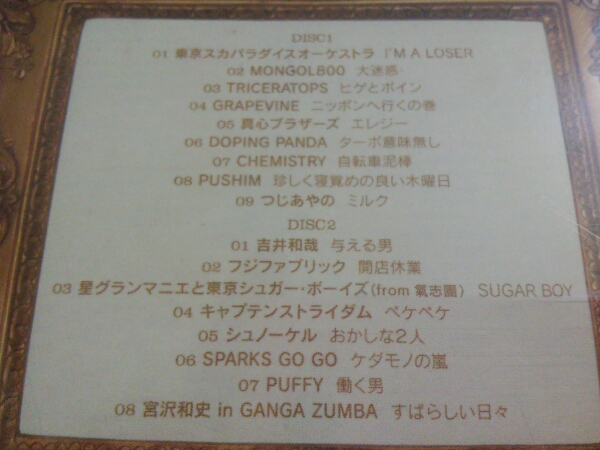 DISC1
01 東京スカパラダイスオーケストラ I'M A LOSER
02 MONGOL800 大迷惑
03 TRICERATOPS ヒゲとボイン
04 GRAPEVINE ニッポンへ行くの巻
05 真心ブラザーズ エレジー
06 DOPING PANDA ターボ意味無し
07 CHEMISTRY 自転車泥棒
08 PUSHIM 珍しく寝覚めの良い木曜日
09 つじあやの ミルク
DISC2
01 吉井和哉 与える男
02 フジファブリック 開店休業
03 星グランマニエと東京シュガー・ボーイズ(from 氣志團) SUGAR BOY
04 キャプテンストライダム ペケペケ
05 シュノーケル おかしな2人
06 SPARKS GO GO ケダモノの嵐
07 PUFFY 働く男
08 宮沢和史 in GANGA ZUMBA すばらしい日々